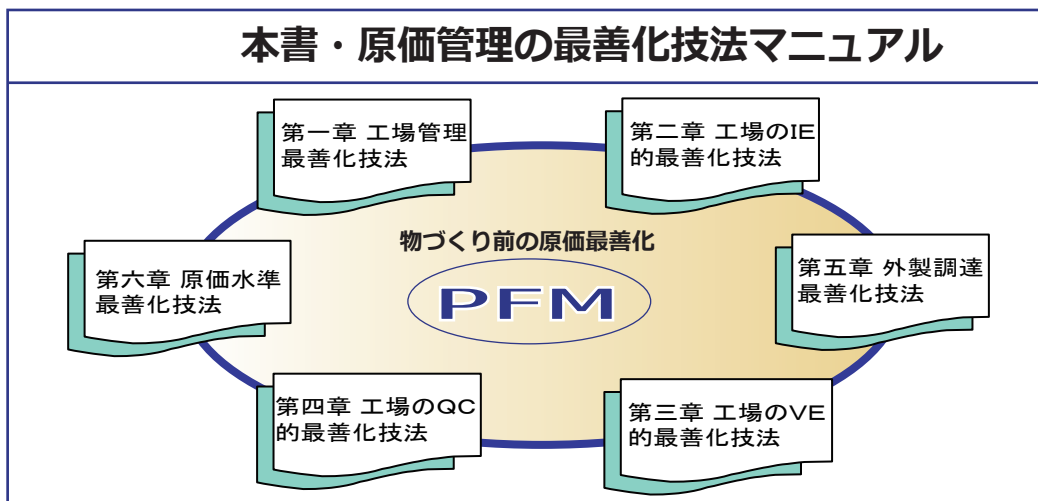 本書・原価管理の最善化技法マニュアル
第一章 工場管理
最善化技法
第二章 工場のIE
的最善化技法
物づくり前の原価最善化
PFM
第六章 原価水準
最善化技法
第五章 外製調達
最善化技法
第四章 工場のQC
的最善化技法
第三章 工場のVE
的最善化技法